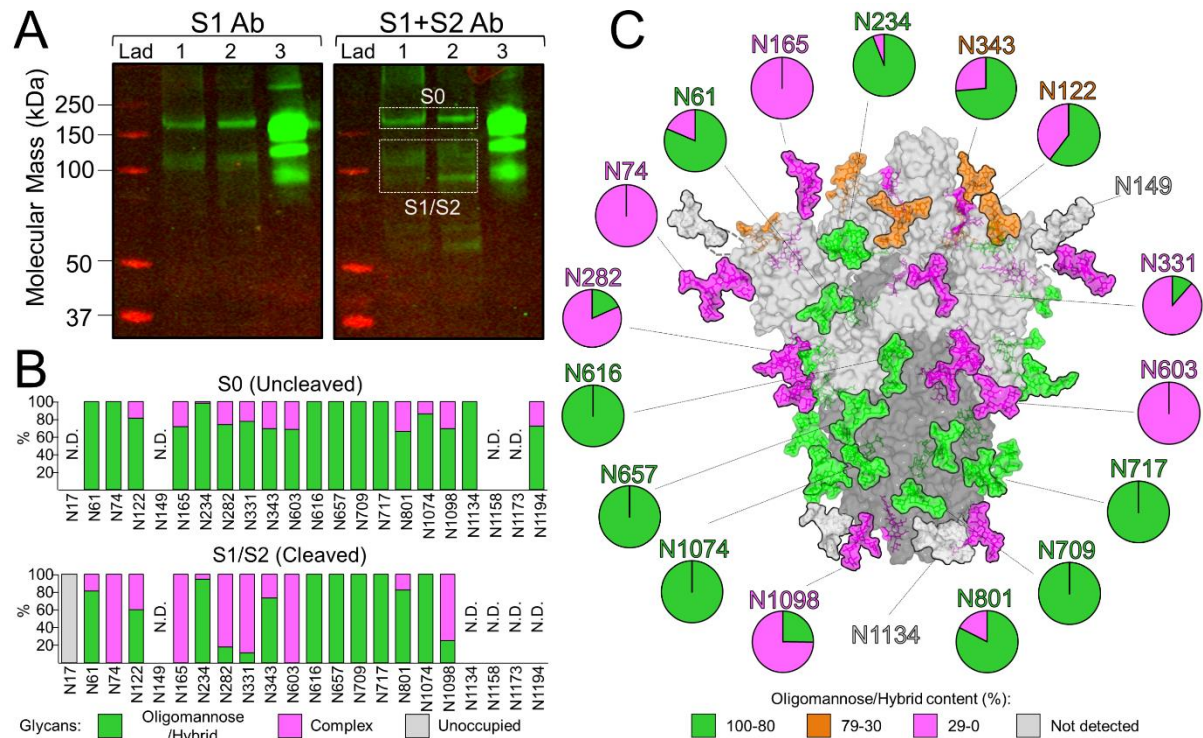 A
S1 Ab
S1+S2 Ab
Lad 1 2 3
Lad 1 2 3
Molecular Mass (kDa)
250
150
100
50
37
S0
S1/S2
B
S0 (Uncleaved)
%
100
80
60
40
20
N.D.
N.D.
N.D.
N.D.
N17 N61 N74 N122 N149 N165 N234 N282 N331 N343 N603 N616 N657 N709 N717 N801 N1074 N1098 N1134 N1158 N1173 N1194
S1/S2 (Cleaved)
%
100
80
60
40
20
N.D.
N.D.
N.D.
N.D.
N.D.
N17 N61 N74 N122 N149 N165 N234 N282 N331 N343 N603 N616 N657 N709 N717 N801 N1074 N1098 N1134 N1158 N1173 N1194
Glycans:
Oligomannose
/Hybrid
Complex
Unoccupied
C
N234
N165
N343
N61
N122
N74
N149
N282
N331
N616
N603
N657
N717
N1074
N709
N1098
N1134
N801
Oligomannose/Hybrid content (%):
100-80
79-30
29-0
Not detected